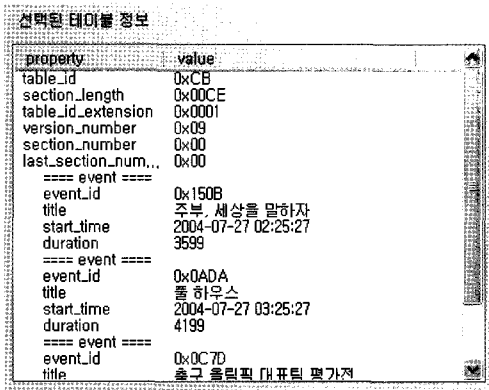 선택된 테이블 정보
property value
table_id 0xCB
section_length 0x00CE
table_id_extension 0x0001
version_number 0x09
section_number 0x00
last_section_num... 0x00
==== event ====
event_id 0x150B
title 주부, 세상을 말하자
start_time 2004-07-27 02:25:27
duration 3599
==== event ====
event_id 0x0ADA
title 풀 하우스
start_time 2004-07-27 03:25:27
duration 4199
==== event ====
event_id 0x0C7D
title 축구 올림픽 대표팀 평가전